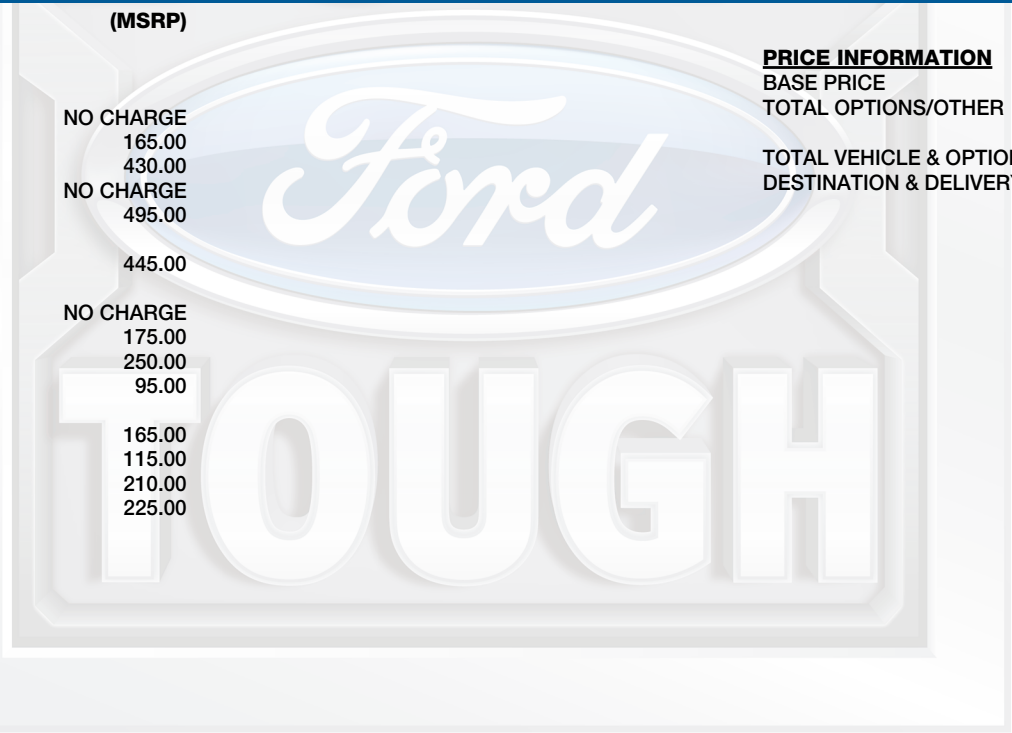 (MSRP)
NO CHARGE
165.00
430.00
NO CHARGE
495.00
445.00
NO CHARGE
175.00
250.00
95.00
165.00
115.00
210.00
225.00
PRICE INFORMATION
BASE PRICE
TOTAL OPTIONS/OTHER
TOTAL VEHICLE & OPTION
DESTINATION & DELIVERY
Ford
TOUGH